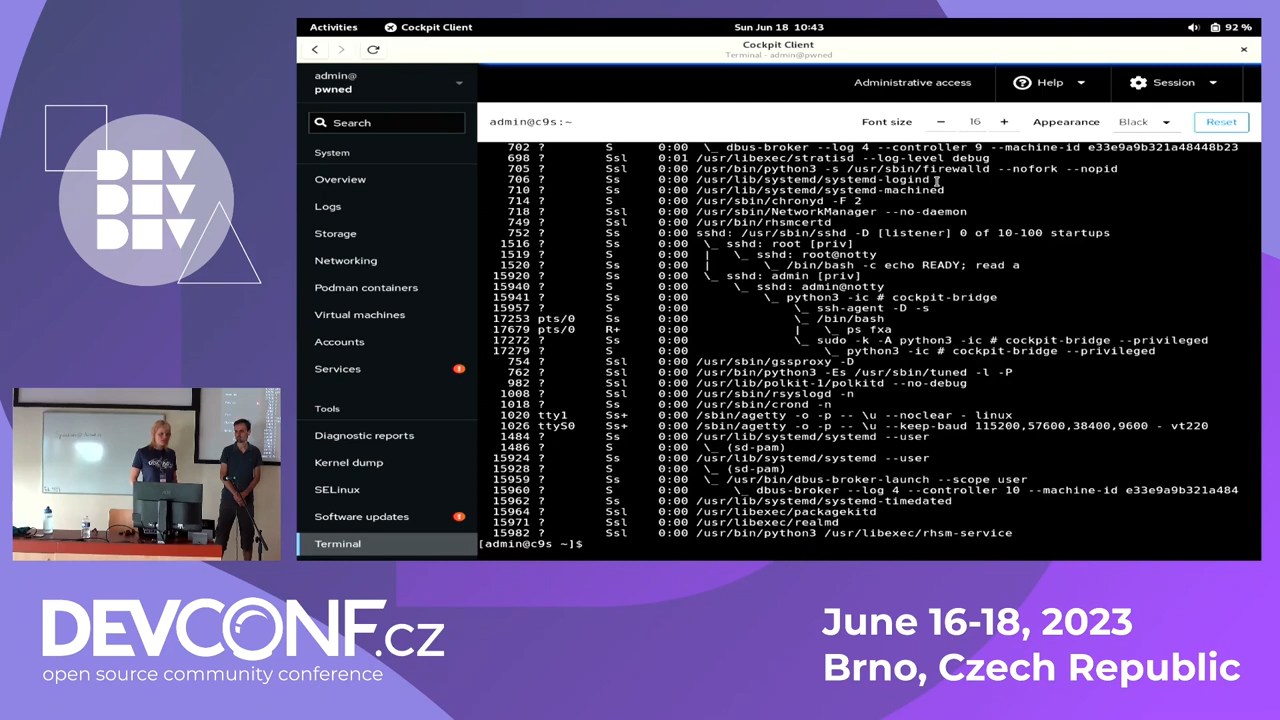 Activities
Cockpit Client
Sun Jun 18 10:43
92 %
Cockpit Client
Terminal - admin@pwned
admin@
pwned
Administrative access
Help
Session
Search
admin@c9s:~
Font size
16
Appearance
Black
Reset
System
Overview
Logs
Storage
Networking
Podman containers
Virtual machines
Accounts
Services
Tools
Diagnostic reports
Kernel dump
SELinux
Software updates
Terminal
702 ? S 0:00 \_ dbus-broker --log 4 --controller 9 --machine-id e33e9a9b321a48448b23
698 ? Ssl 0:01 /usr/libexec/stratisd --log-level debug
705 ? Ssl 0:00 /usr/bin/python3 -s /usr/sbin/firewalld --nofork --nopid
706 ? Ss 0:00 /usr/lib/systemd/systemd-logind
710 ? Ss 0:00 /usr/lib/systemd/systemd-machined
714 ? S 0:00 /usr/sbin/chronyd -F 2
718 ? Ssl 0:00 /usr/sbin/NetworkManager --no-daemon
749 ? Ssl 0:00 /usr/bin/rhsmcertd
752 ? Ss 0:00 sshd: /usr/sbin/sshd -D [listener] 0 of 10-100 startups
1516 ? Ss 0:00 \_ sshd: root [priv]
1519 ? S 0:00 | \_ sshd: root@notty
1520 ? Ss 0:00 | \_ /bin/bash -c echo READY; read a
15920 ? Ss 0:00 \_ sshd: admin [priv]
15940 ? S 0:00 \_ sshd: admin@notty
15941 ? Ss 0:00 \_ python3 -ic # cockpit-bridge
15957 ? S 0:00 \_ ssh-agent -D -s
17253 pts/0 Ss 0:00 \_ /bin/bash
17679 pts/0 R+ 0:00 | \_ ps fxa
17272 ? Ss 0:00 \_ sudo -k -A python3 -ic # cockpit-bridge --privileged
17279 ? S 0:00 \_ python3 -ic # cockpit-bridge --privileged
754 ? Ssl 0:00 /usr/sbin/gssproxy -D
762 ? Ssl 0:00 /usr/bin/python3 -Es /usr/sbin/tuned -l -P
982 ? Ssl 0:00 /usr/lib/polkit-1/polkitd --no-debug
1008 ? Ssl 0:00 /usr/sbin/rsyslogd -n
1018 ? Ss 0:00 /usr/sbin/crond -n
1020 tty1 Ss+ 0:00 /sbin/agetty -o -p -- \u --noclear - linux
1026 ttyS0 Ss+ 0:00 /sbin/agetty -o -p -- \u --keep-baud 115200,57600,38400,9600 - vt220
1484 ? Ss 0:00 /usr/lib/systemd/systemd --user
1486 ? S 0:00 \_ (sd-pam)
15924 ? Ss 0:00 /usr/lib/systemd/systemd --user
15928 ? S 0:00 \_ (sd-pam)
15959 ? Ss 0:00 \_ /usr/bin/dbus-broker-launch --scope user
15960 ? S 0:00 \_ dbus-broker --log 4 --controller 10 --machine-id e33e9a9b321a484
15962 ? Ss 0:00 /usr/lib/systemd/systemd-timedated
15964 ? Ssl 0:00 /usr/libexec/packagekitd
15971 ? Ssl 0:00 /usr/libexec/realmd
15982 ? Ssl 0:00 /usr/bin/python3 /usr/libexec/rhsm-service
[admin@c9s ~]$
DEV
DEV
DEV
DEVCONF.cz
open source community conference
June 16-18, 2023
Brno, Czech Republic